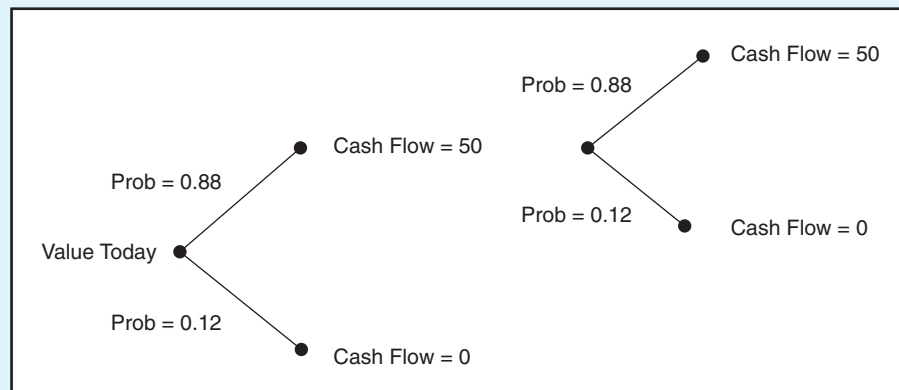 Cash Flow = 50
Prob = 0.88
Cash Flow = 50
Prob = 0.88
Prob = 0.12
Cash Flow = 0
Value Today
Prob = 0.12
Cash Flow = 0